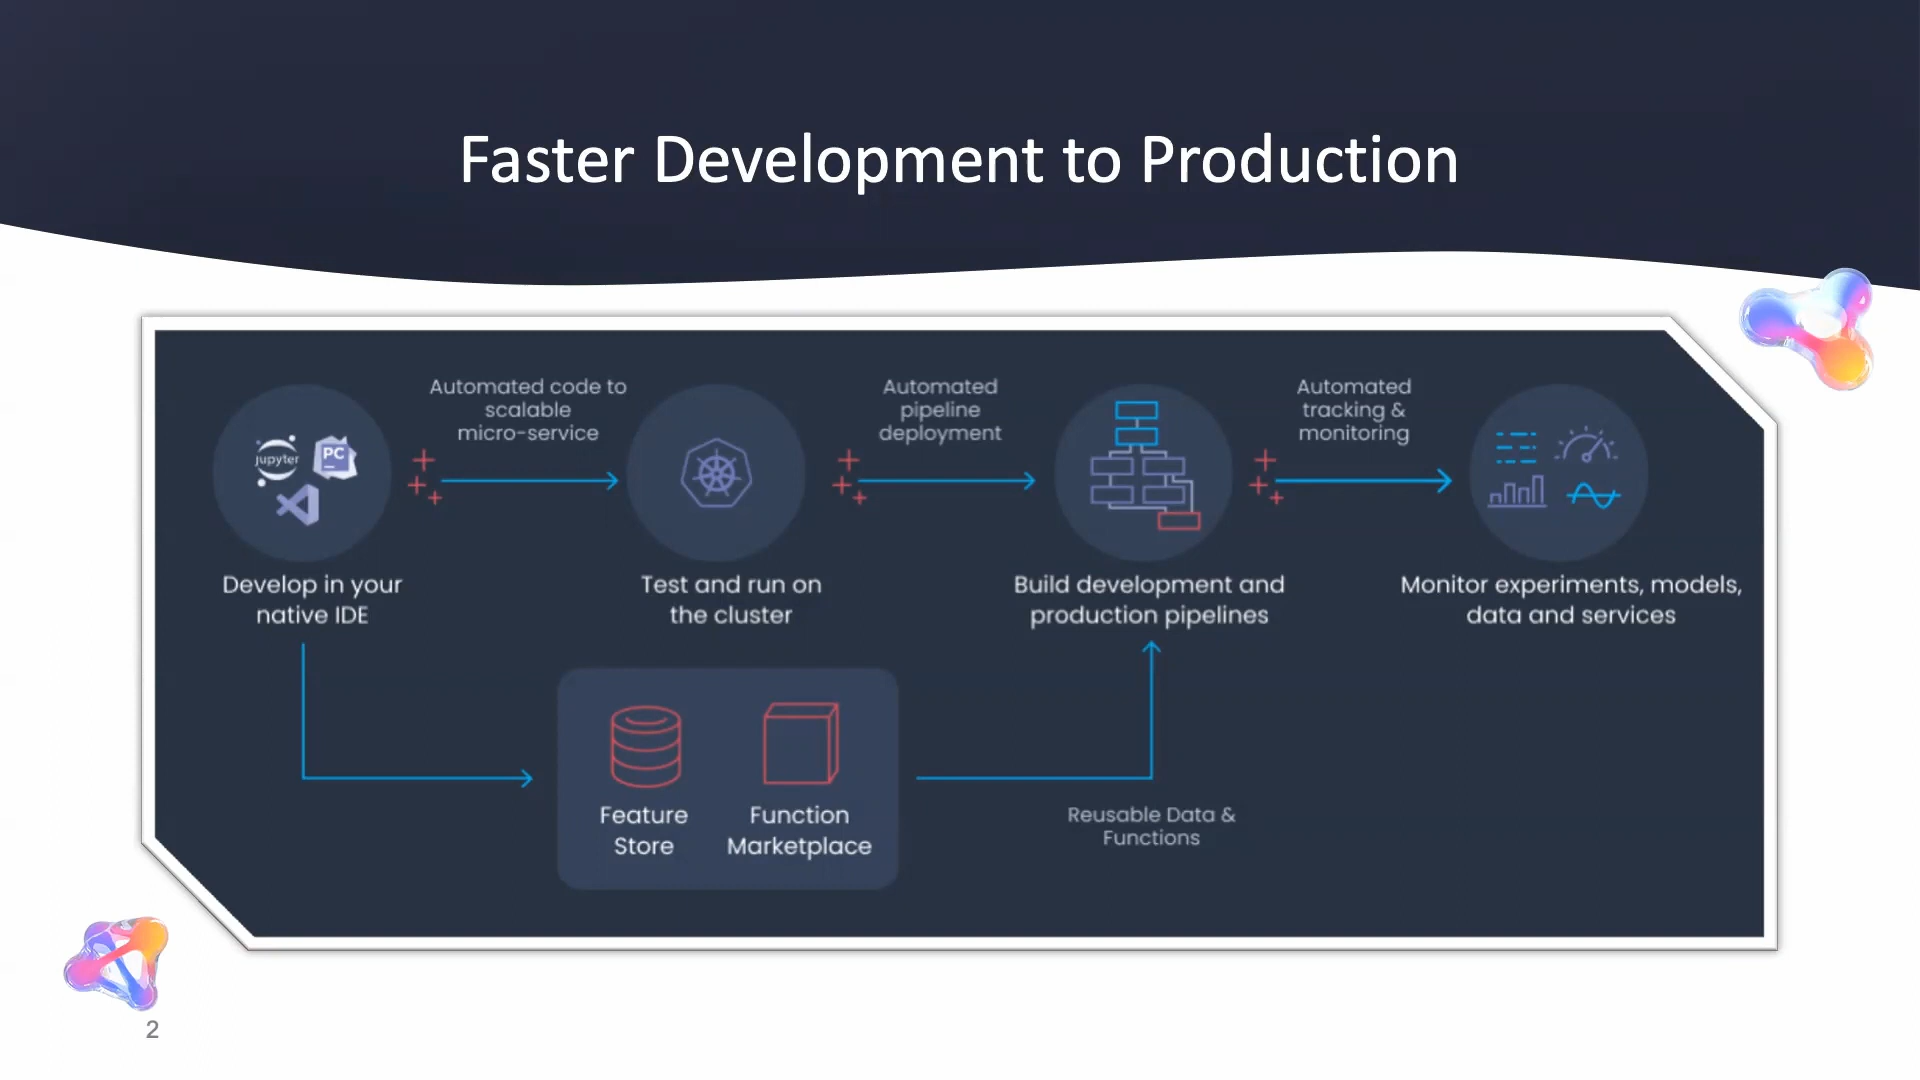 Faster Development to Production
Automated code to
scalable
micro-service
Automated
pipeline
deployment
Automated
tracking &
monitoring
jupyter
PC
Develop in your
native IDE
Test and run on
the cluster
Build development and
production pipelines
Monitor experiments, models,
data and services
Feature
Store
Function
Marketplace
Reusable Data &
Functions
2